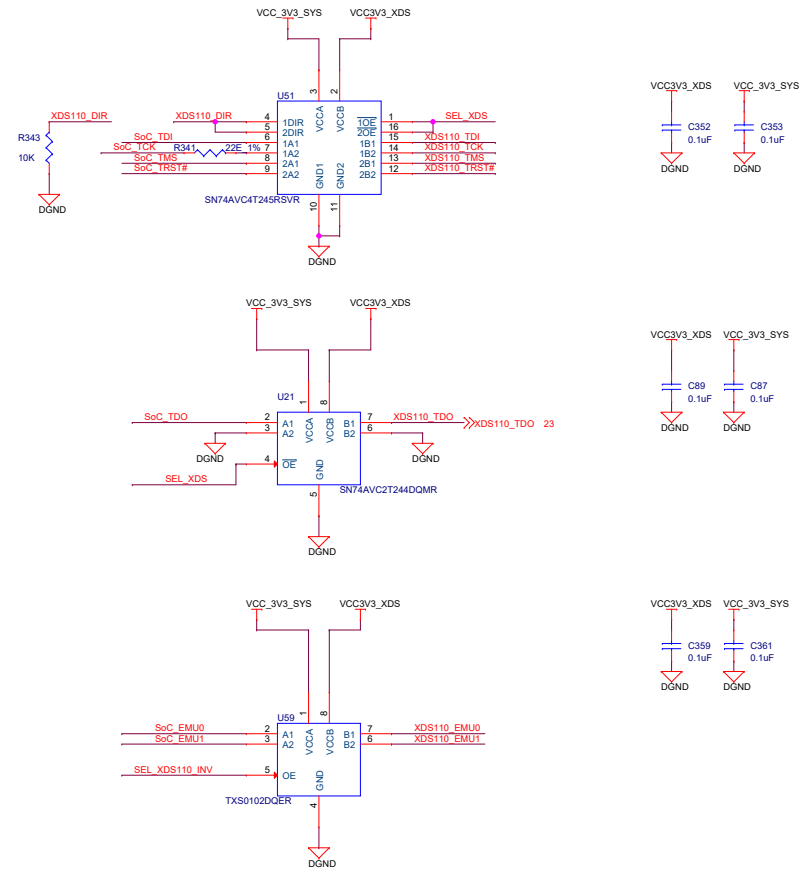 VCC_3V3_SYS
VCC3V3_XDS
3
2
U51
VCCA
VCCB
XDS110_DIR
R343
10K
DGND
XDS110_DIR
4
5
1DIR
2DIR
SoC_TDI
6
1A1
SoC_TCK
R341
22E_1%
7
1A2
SoC_TMS
8
2A1
SoC_TRST#
9
2A2
1OE
1
SEL_XDS
2OE
16
1B1
15
XDS110_TDI
1B2
14
XDS110_TCK
2B1
13
XDS110_TMS
2B2
12
XDS110_TRST#
GND1
GND2
SN74AVC4T245RSVR
10
11
DGND
VCC3V3_XDS
VCC_3V3_SYS
C352
0.1uF
C353
0.1uF
DGND
DGND
VCC_3V3_SYS
VCC3V3_XDS
1
8
U21
VCCA
VCCB
SoC_TDO
2
A1
3
A2
DGND
4
OE
SEL_XDS
B1
7
XDS110_TDO
XDS110_TDO 23
B2
6
DGND
GND
SN74AVC2T244DQMR
5
DGND
VCC3V3_XDS
VCC_3V3_SYS
C89
0.1uF
C87
0.1uF
DGND
DGND
VCC_3V3_SYS
VCC3V3_XDS
1
8
U59
VCCA
VCCB
SoC_EMU0
2
A1
SoC_EMU1
3
A2
B1
7
XDS110_EMU0
B2
6
XDS110_EMU1
SEL_XDS110_INV
5
OE
GND
TXS0102DQER
4
DGND
VCC3V3_XDS
VCC_3V3_SYS
C359
0.1uF
C361
0.1uF
DGND
DGND